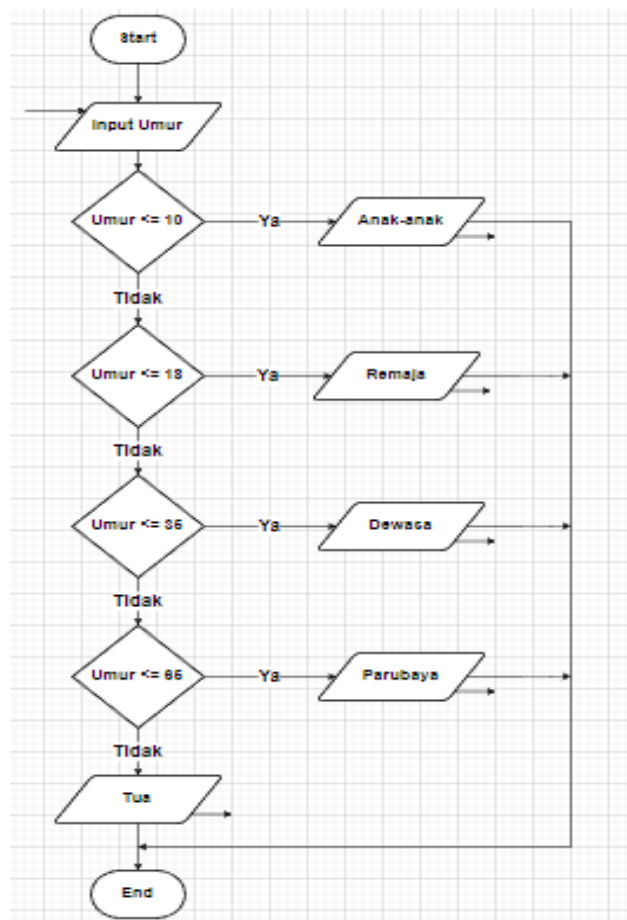 Start
Input Umur
Umur <= 10
Ya
Anak-anak
Tidak
Umur <=
Ya
Remaja
Tidak
Umur <= 35
Ya
Dewasa
Tidak
Umur <= 65
Ya
Parubaya
Tidak
Tua
End